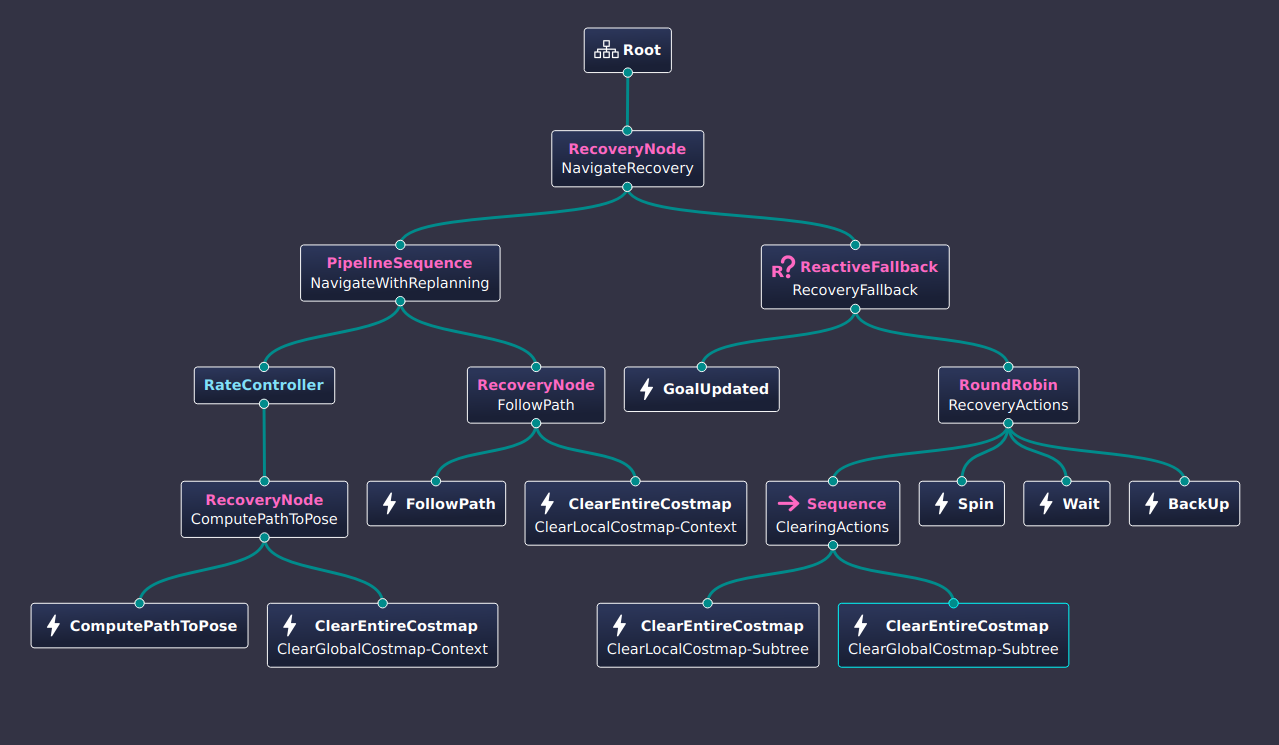 Root
RecoveryNode
NavigateRecovery
PipelineSequence
NavigateWithReplanning
R? ReactiveFallback
RecoveryFallback
RateController
RecoveryNode
FollowPath
GoalUpdated
RoundRobin
RecoveryActions
RecoveryNode
ComputePathToPose
FollowPath
ClearEntireCostmap
ClearLocalCostmap-Context
Sequence
ClearingActions
Spin
Wait
BackUp
ComputePathToPose
ClearEntireCostmap
ClearGlobalCostmap-Context
ClearEntireCostmap
ClearLocalCostmap-Subtree
ClearEntireCostmap
ClearGlobalCostmap-Subtree